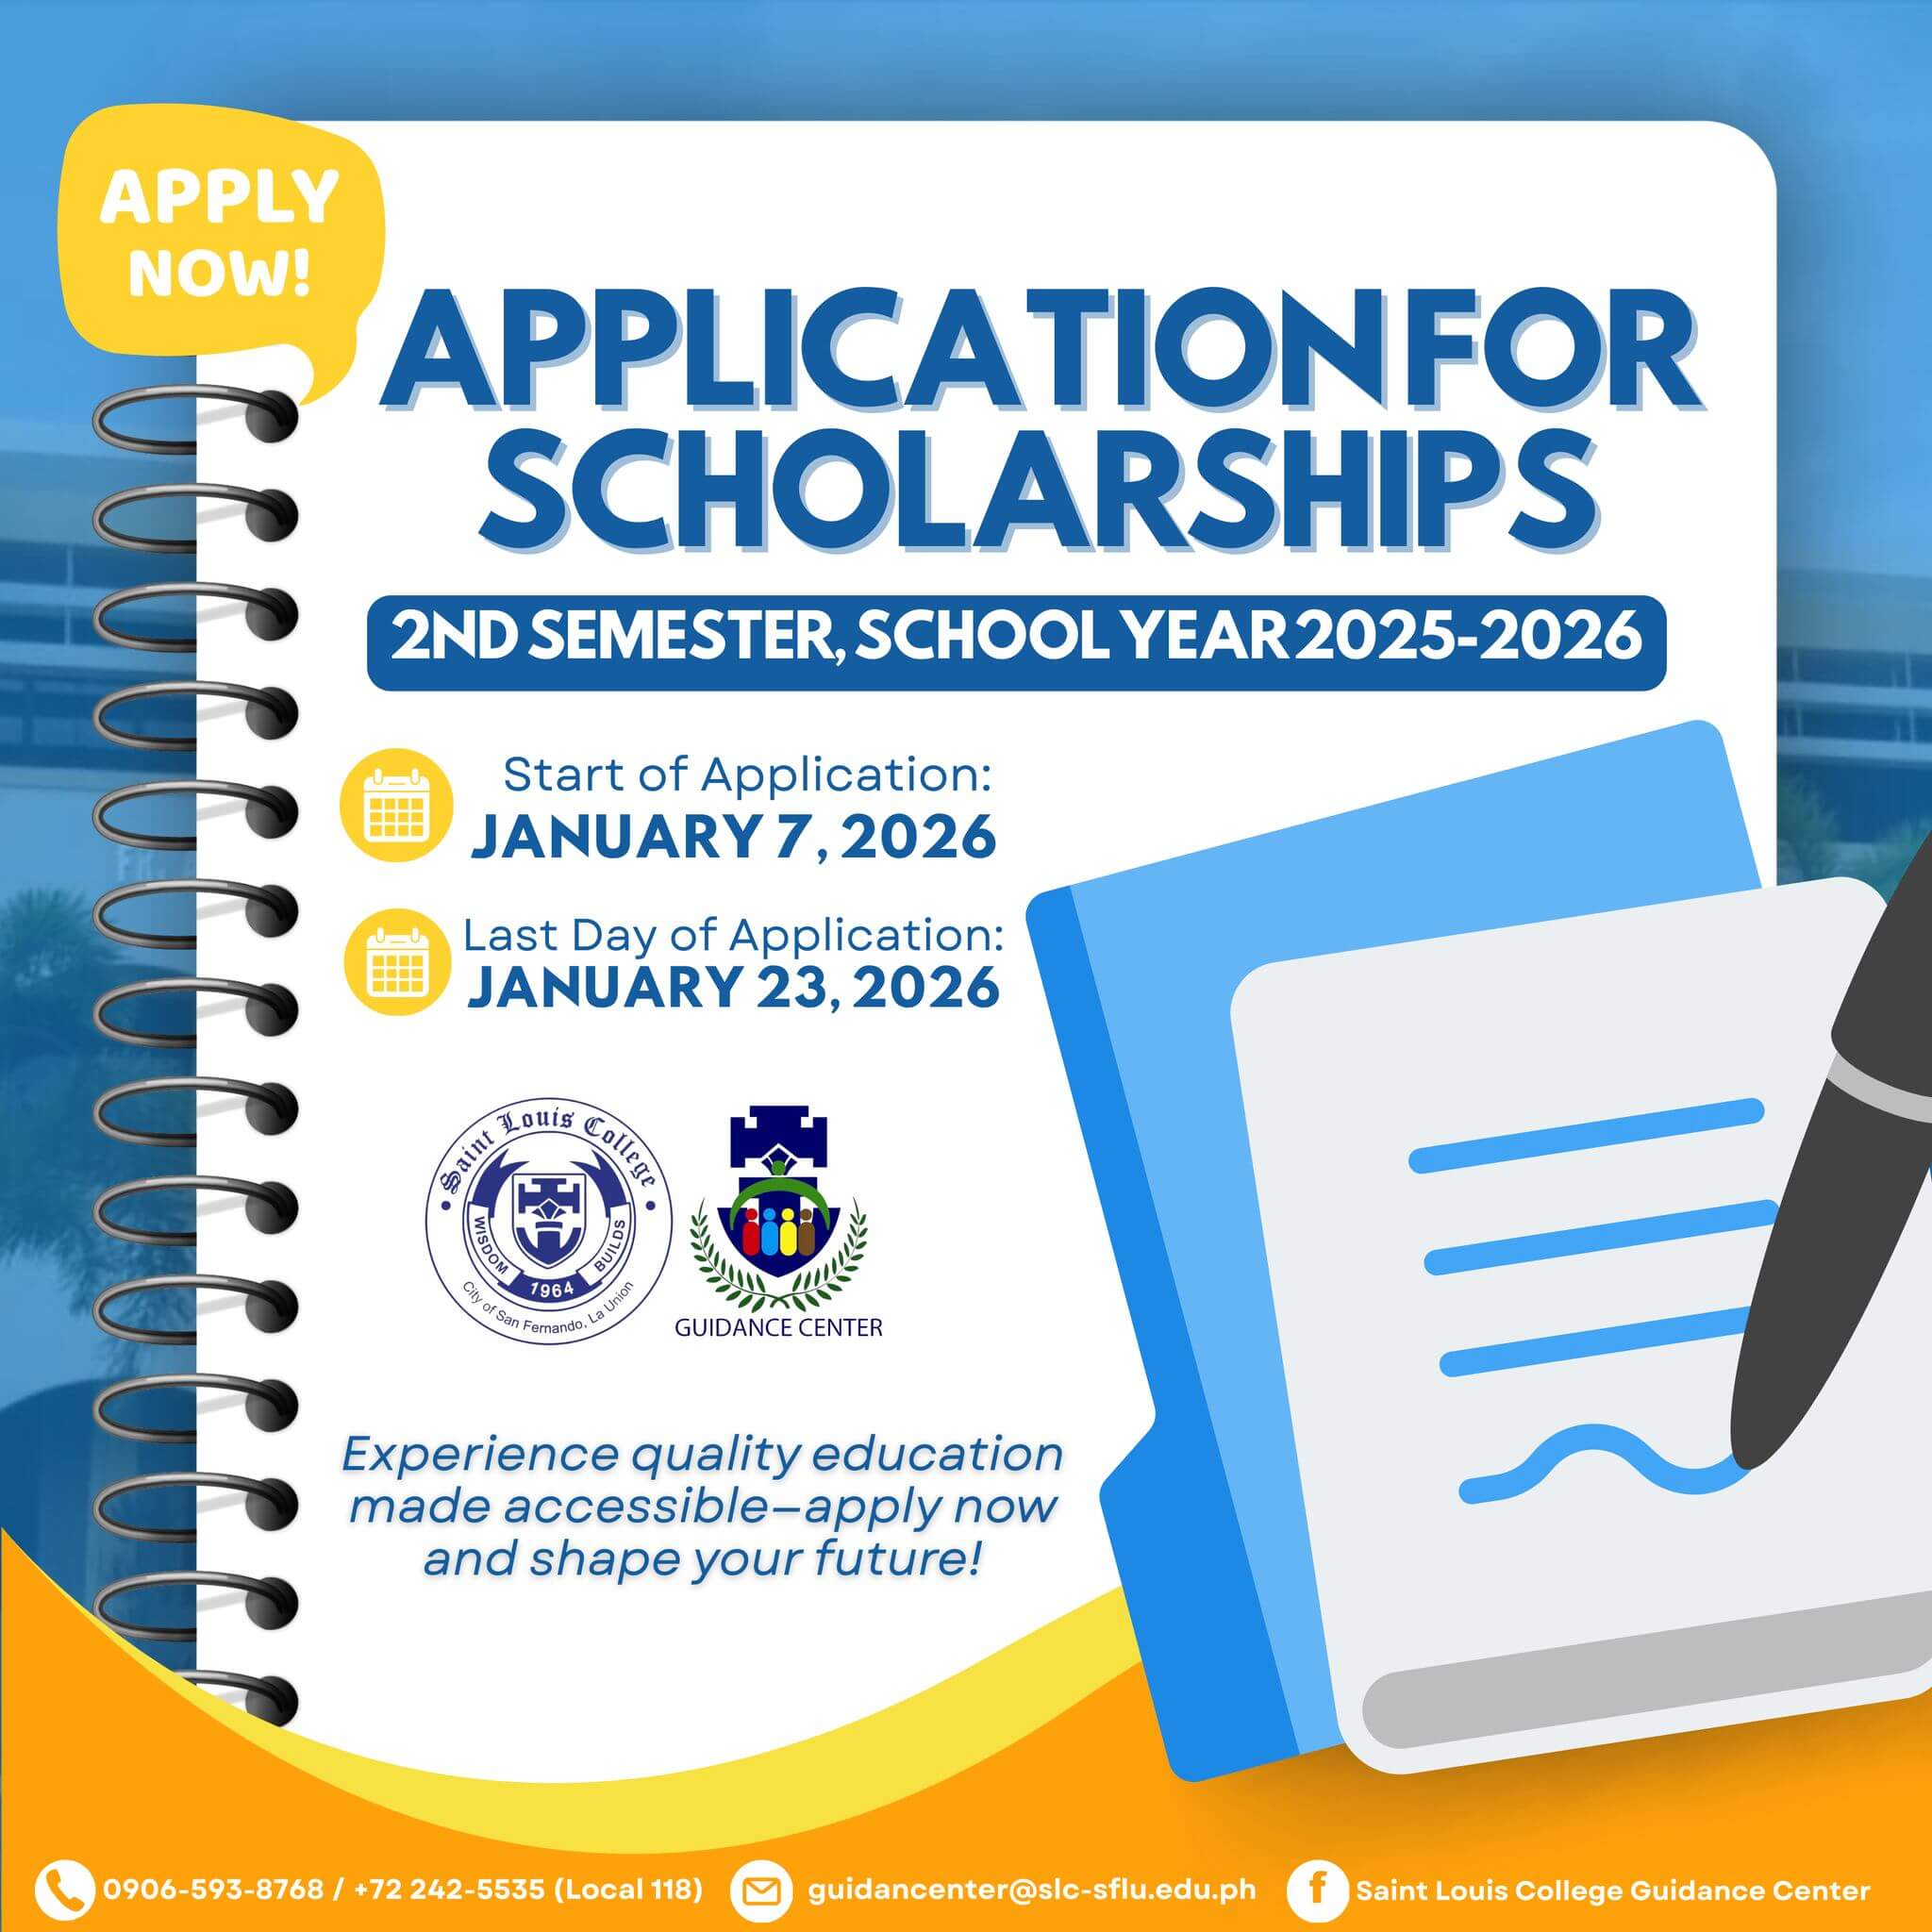 APPLY
NOW!
APPLICATION FOR
SCHOLARSHIPS
2ND SEMESTER, SCHOOL YEAR 2025-2026
Start of Application:
JANUARY 7, 2026
Last Day of Application:
JANUARY 23, 2026
Saint Louis College
WISDOM BUILDS
1964
City of San Fernando, La Union
GUIDANCE CENTER
Experience quality education
made accessible—apply now
and shape your future!
0906-593-8768 / +72 242-5535 (Local 118)
guidancenter@slc-sflu.edu.ph
Saint Louis College Guidance Center